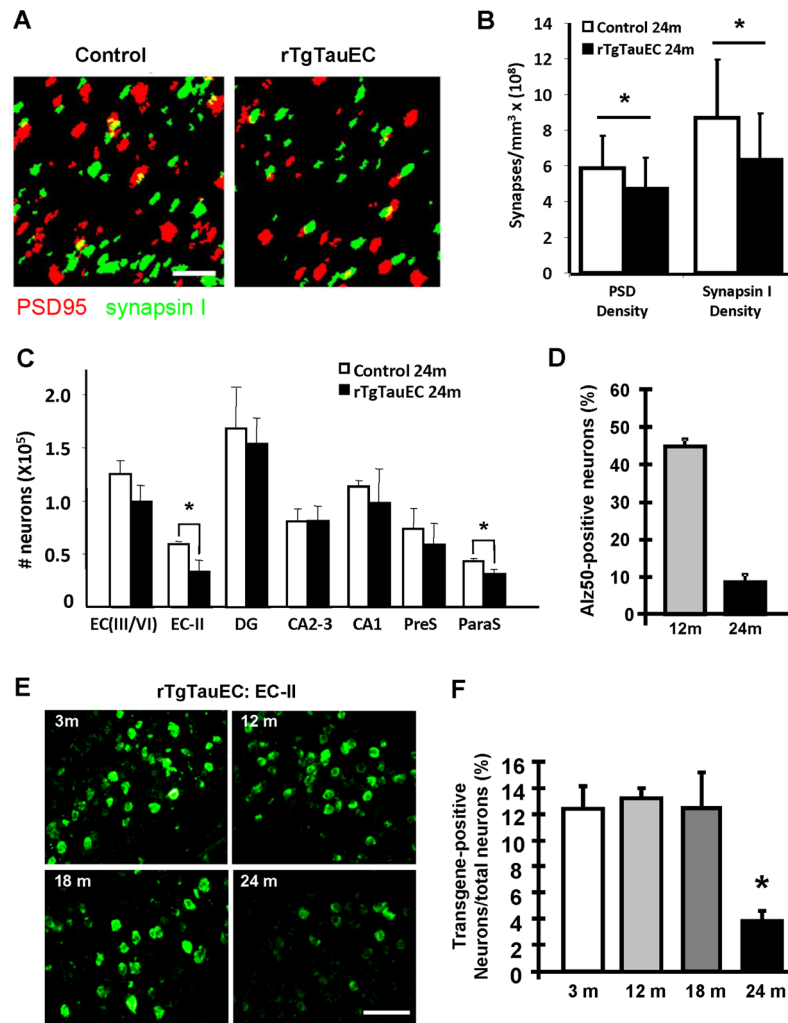 A
Control
rTgTauEC
PSD95 synapsin I
B
Control 24m
rTgTauEC 24m
Synapses/mm³ x (10⁸)
14
12
10
8
6
4
2
0
*
*
PSD
Density
Synapsin I
Density
C
Control 24m
rTgTauEC 24m
# neurons (X10⁵)
2.0
1.5
1.0
0.5
0
*
*
EC(III/VI) EC-II DG CA2-3 CA1 PreS ParaS
D
Alz50-positive neurons (%)
60
50
40
30
20
10
0
12m 24m
E
rTgTauEC: EC-II
3m
12 m
18 m
24 m
F
Transgene-positive
Neurons/total neurons (%)
16
14
12
10
8
6
4
2
0
*
3 m 12 m 18 m 24 m